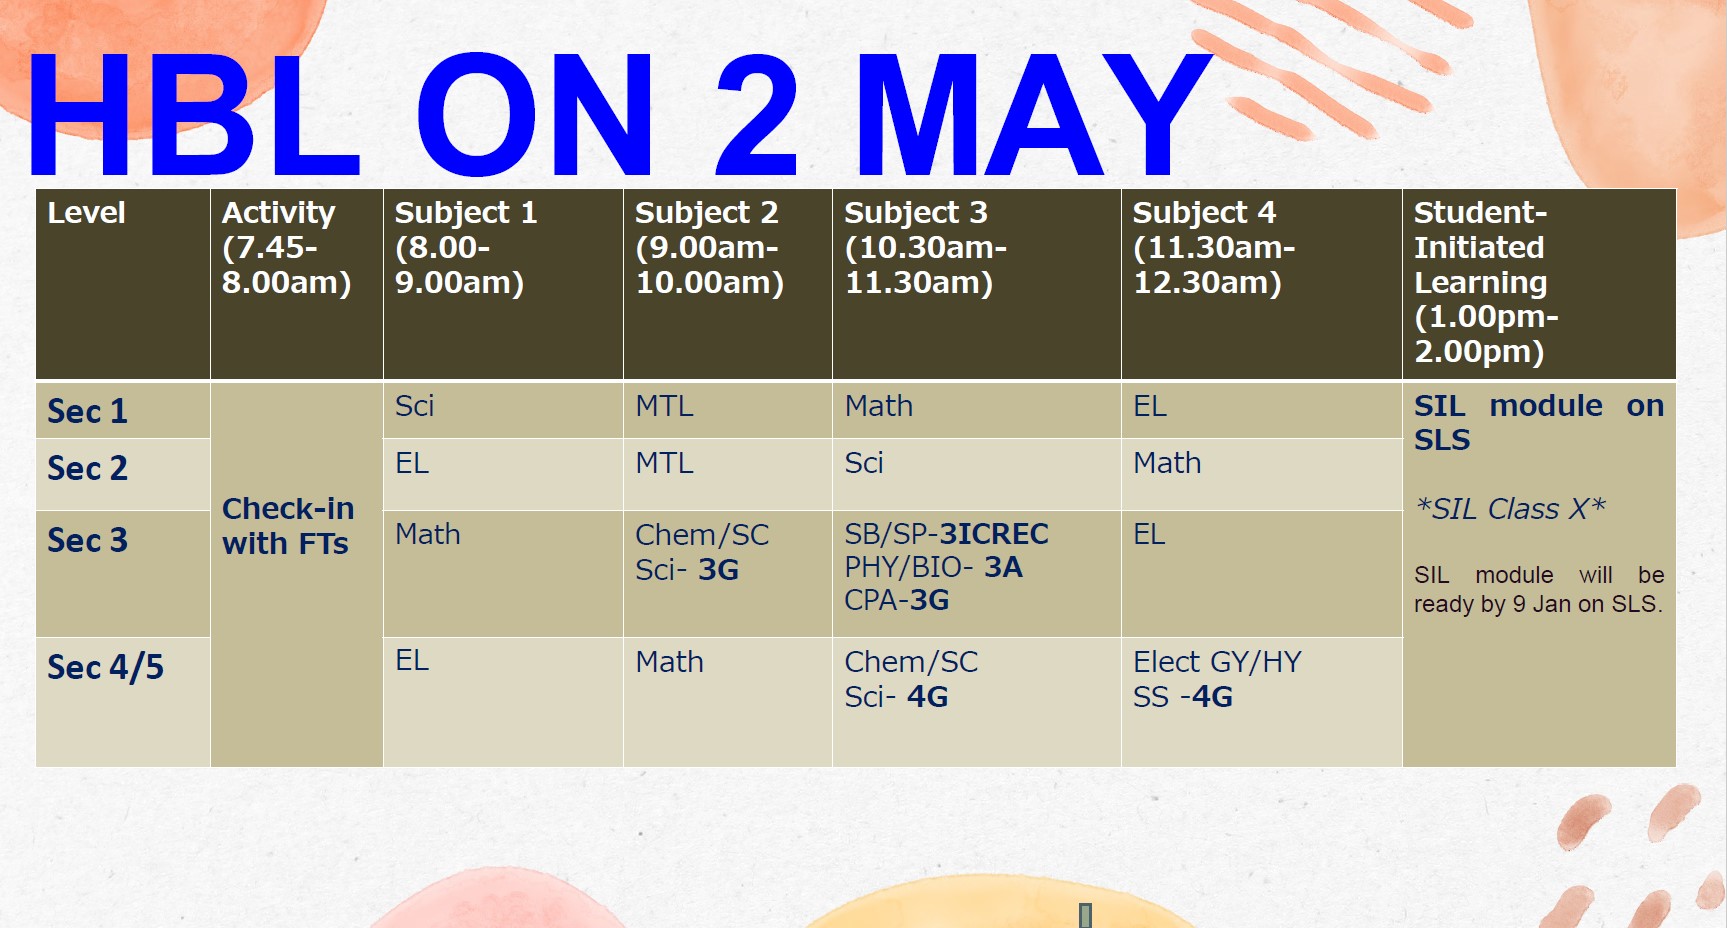 HBL ON 2 MAY
Level
Activity
(7.45-
8.00am)
Subject 1
(8.00-
9.00am)
Subject 2
(9.00am-
10.00am)
Subject 3
(10.30am-
11.30am)
Subject 4
(11.30am-
12.30am)
Student-
Initiated
Learning
(1.00pm-
2.00pm)
Sec 1
Check-in
with FTs
Sci
MTL
Math
EL
SIL module on
SLS
*SIL Class X*
SIL module will be
ready by 9 Jan on SLS.
Sec 2
EL
MTL
Sci
Math
Sec 3
Math
Chem/SC
Sci- 3G
SB/SP-3ICREC
PHY/BIO- 3A
CPA-3G
EL
Sec 4/5
EL
Math
Chem/SC
Sci- 4G
Elect GY/HY
SS -4G